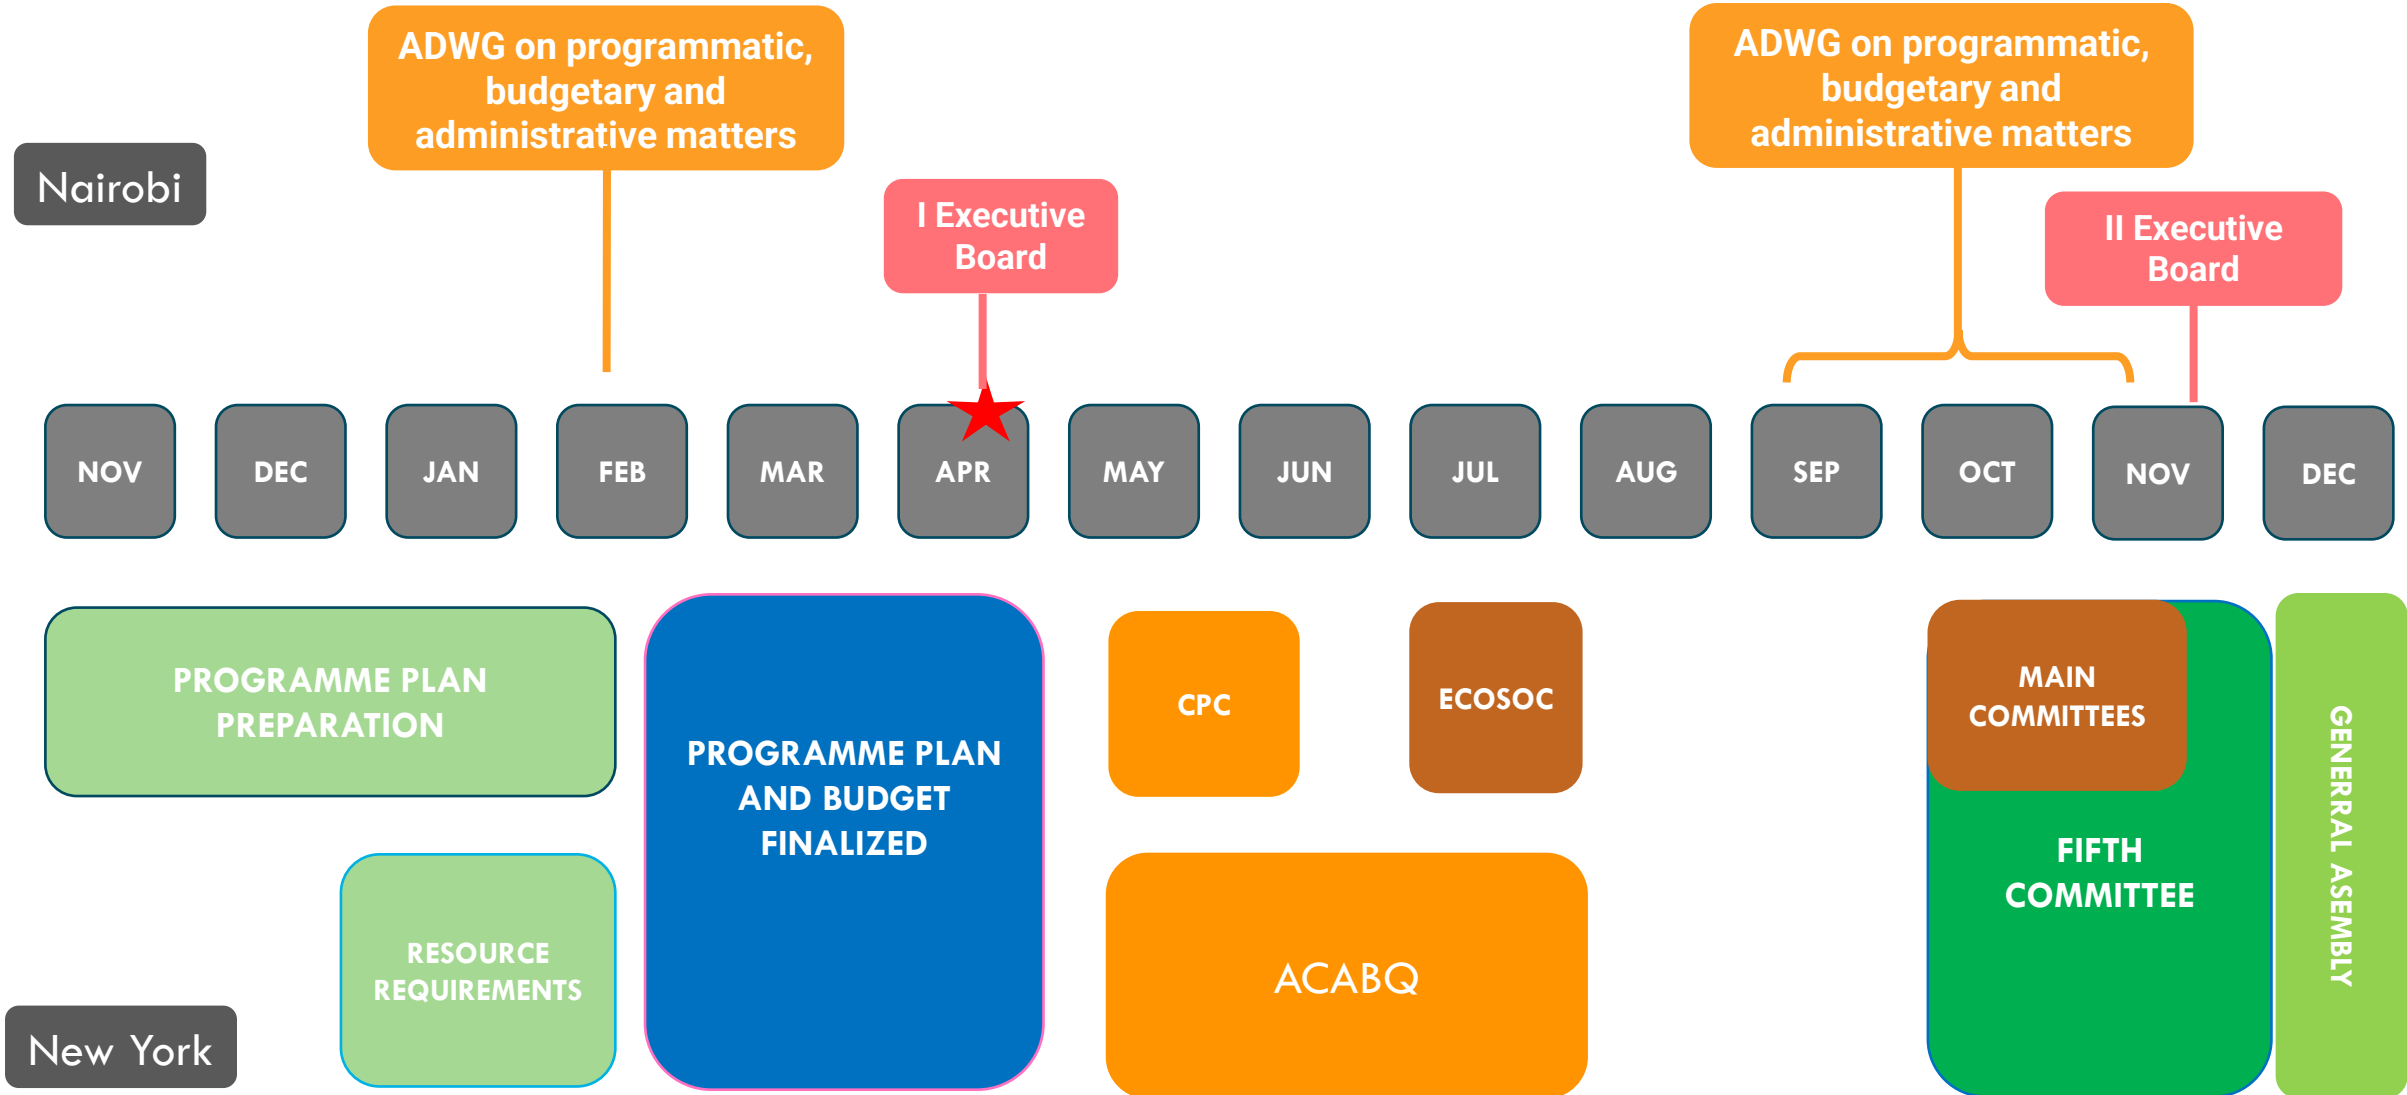 ADWG on programmatic,
budgetary and
administrative matters
ADWG on programmatic,
budgetary and
administrative matters
Nairobi
I Executive
Board
II Executive
Board
NOV
DEC
JAN
FEB
MAR
APR
MAY
JUN
JUL
AUG
SEP
OCT
NOV
DEC
PROGRAMME PLAN
PREPARATION
RESOURCE
REQUIREMENTS
PROGRAMME PLAN
AND BUDGET
FINALIZED
CPC
ECOSOC
ACABQ
MAIN
COMMITTEES
FIFTH
COMMITTEE
GENERRAL ASEMBLY
New York